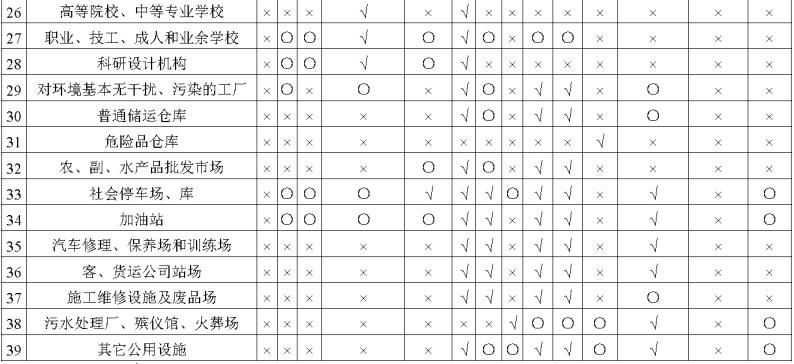 26 高等院校、中等专业学校 × × × √ × √ × × × × × × × ×
27 职业、技工、成人和业余学校 × ○ ○ √ ○ √ ○ × ○ ○ × × × ×
28 科研设计机构 × ○ ○ √ ○ √ × × × × × × × ×
29 对环境基本无干扰、污染的工厂 × ○ × ○ × √ ○ × √ √ × ○ × ×
30 普通储运仓库 × × × × × √ ○ × √ √ × ○ × ×
31 危险品仓库 × × × × × × × × × × √ × × ×
32 农、副、水产品批发市场 × × × × ○ √ ○ × √ √ × × × ×
33 社会停车场、库 × ○ ○ ○ √ √ √ ○ √ √ × √ × ○
34 加油站 × ○ ○ ○ ○ √ √ × √ √ × √ × ○
35 汽车修理、保养场和训练场 × × × × × √ √ × √ √ × √ × ×
36 客、货运公司站场 × × × × × √ √ × √ √ × √ × ×
37 施工维修设施及废品场 × × × × × √ √ × √ √ × ○ × ×
38 污水处理厂、殡仪馆、火葬场 × × × × × × × √ ○ ○ ○ √ × ○
39 其它公用设施 × × × × × √ ○ ○ √ √ ○ √ × ○